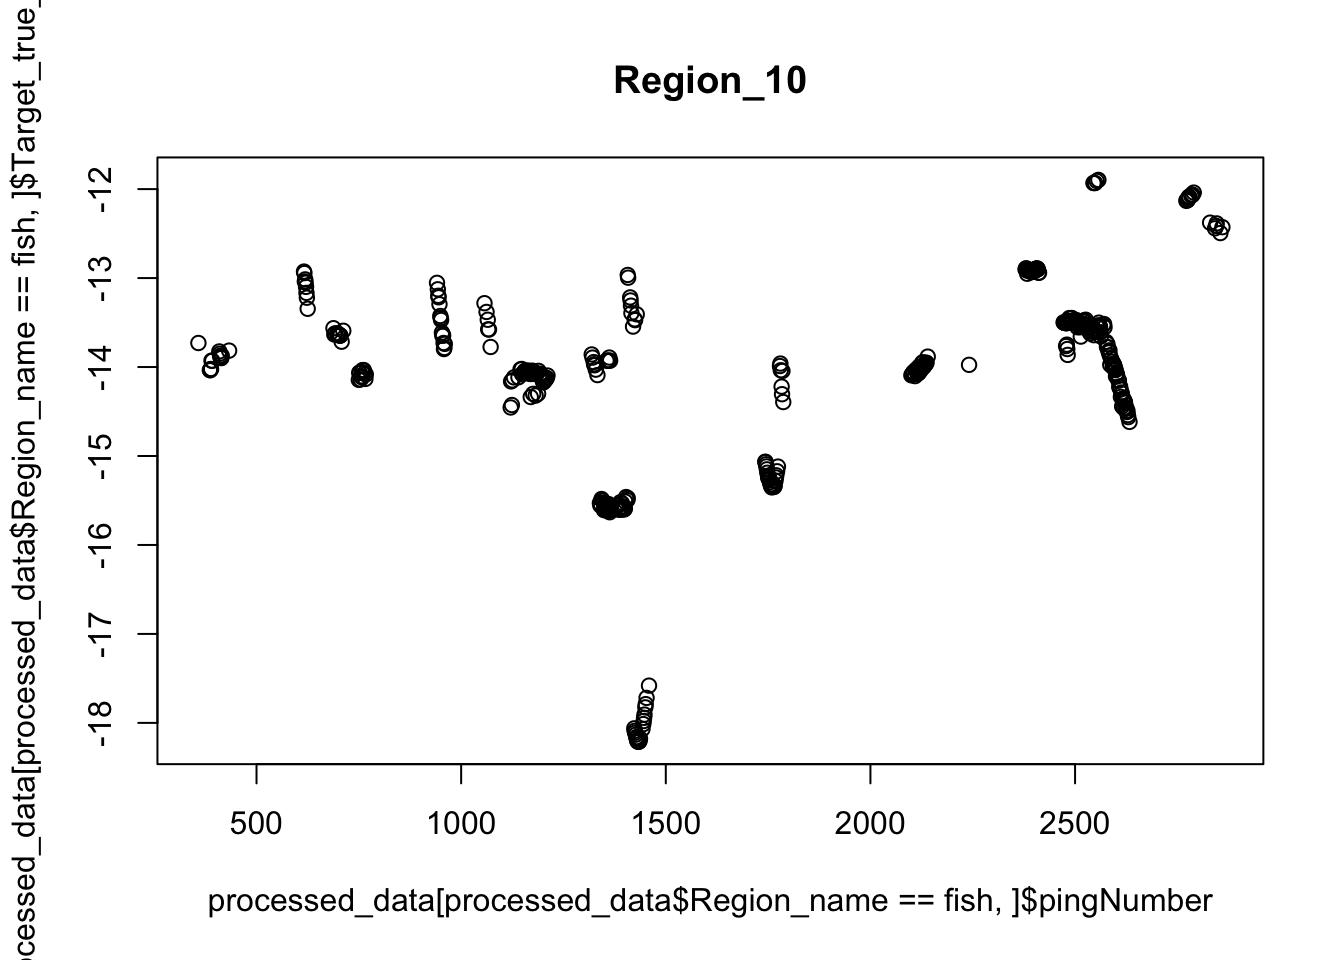 Region_10
ocessed_data[processed_data$Region_name == fish, ]$Target_true_
-12
-13
-14
-15
-16
-17
-18
500 1000 1500 2000 2500
processed_data[processed_data$Region_name == fish, ]$pingNumber